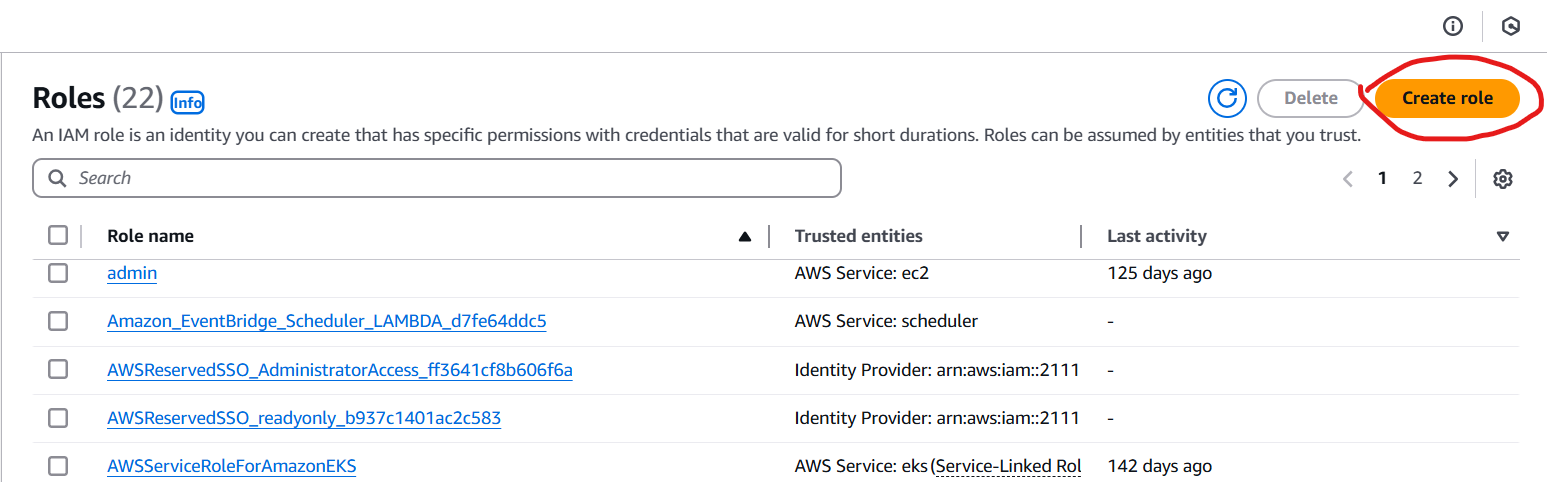 Roles (22) Info
Delete
Create role
An IAM role is an identity you can create that has specific permissions with credentials that are valid for short durations. Roles can be assumed by entities that you trust.
Search
1 2
Role name Trusted entities Last activity
admin AWS Service: ec2 125 days ago
Amazon_EventBridge_Scheduler_LAMBDA_d7fe64ddc5 AWS Service: scheduler -
AWSReservedSSO_AdministratorAccess_ff3641cf8b606f6a Identity Provider: arn:aws:iam::2111 -
AWSReservedSSO_readyonly_b937c1401ac2c583 Identity Provider: arn:aws:iam::2111 -
AWSServiceRoleForAmazonEKS AWS Service: eks (Service-Linked Rol 142 days ago